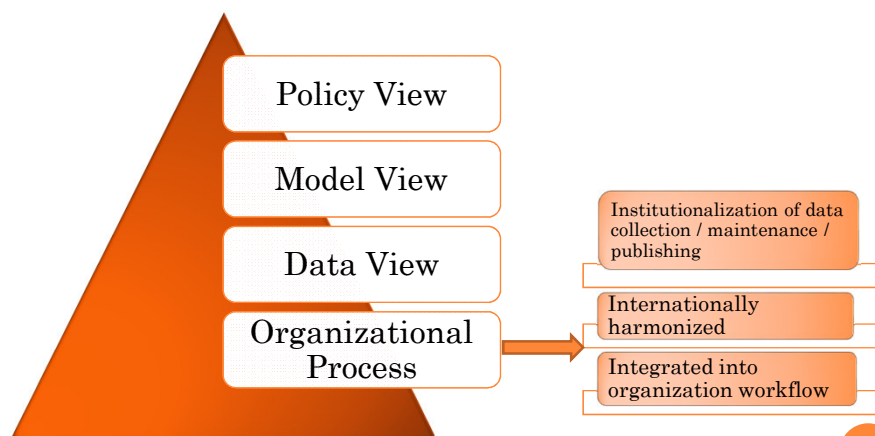 Policy View
Model View
Data View
Organizational
Process
Institutionalization of data
collection / maintenance /
publishing
Internationally
harmonized
Integrated into
organization workflow